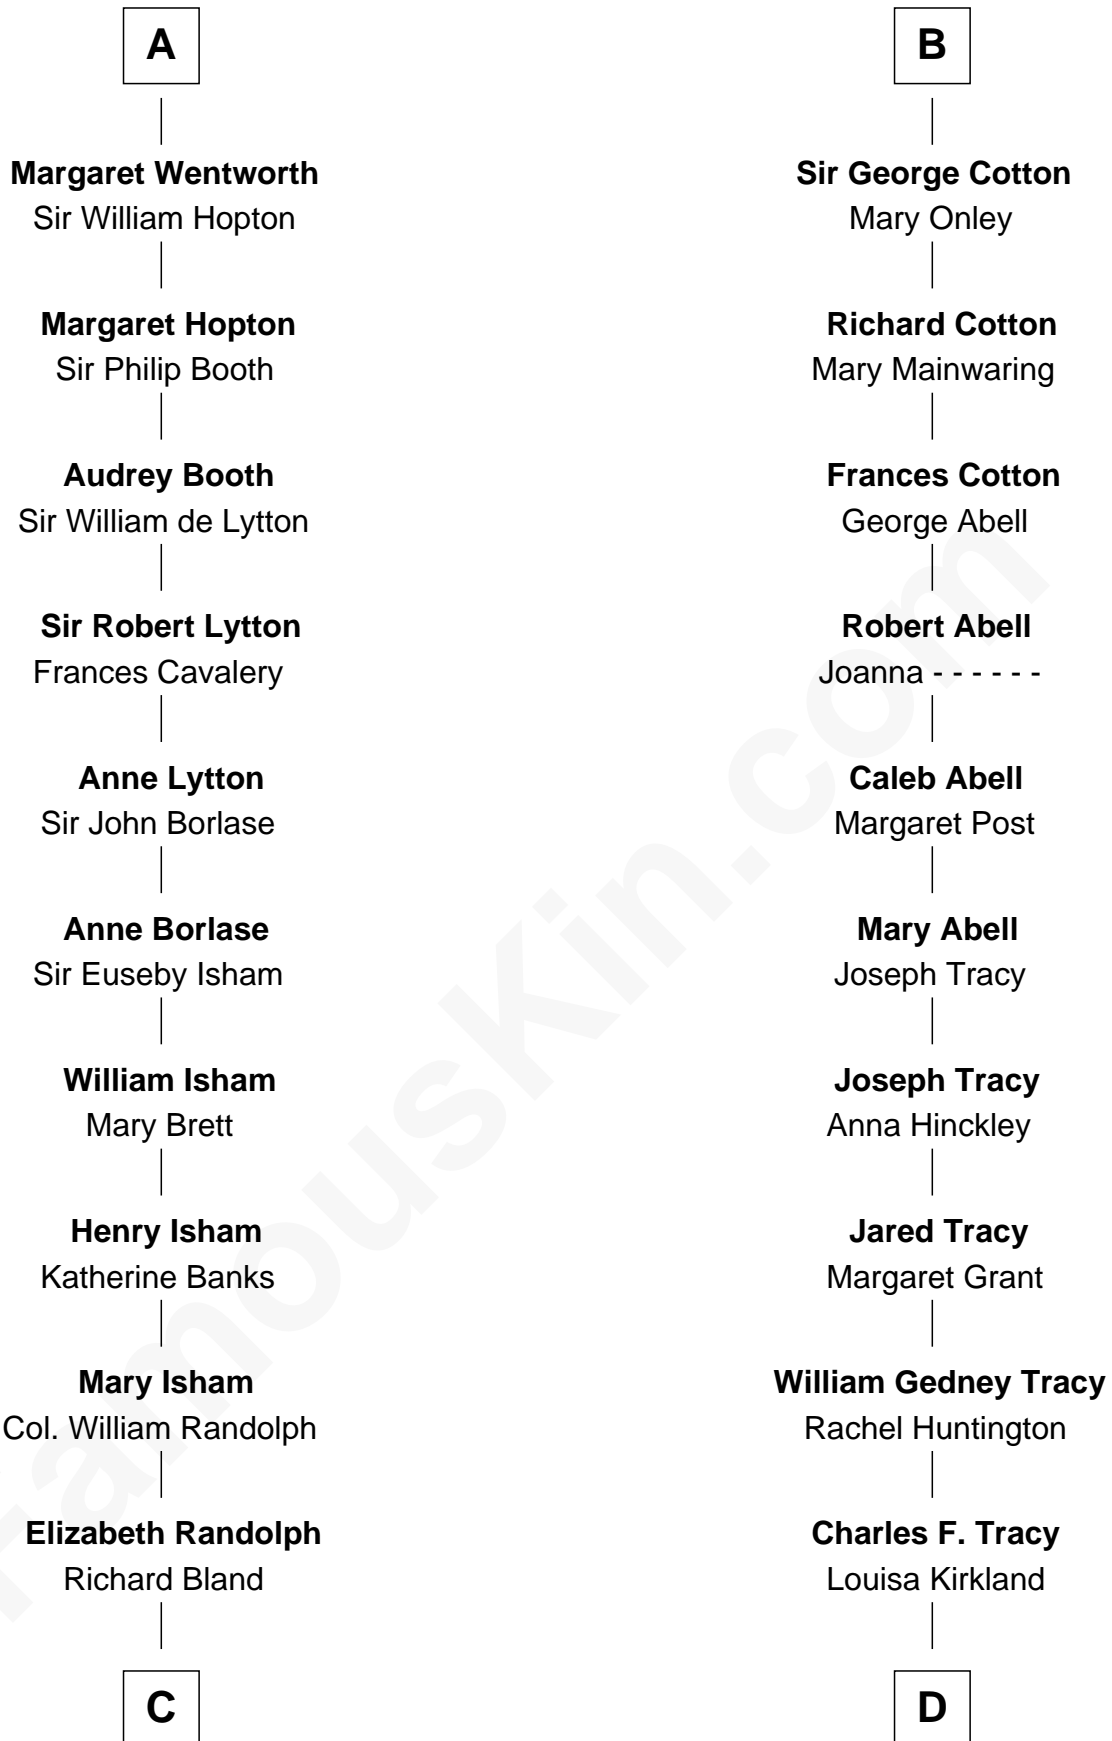 A
Margaret Wentworth
Sir William Hopton
Margaret Hopton
Sir Philip Booth
Audrey Booth
Sir William de Lytton
Sir Robert Lytton
Frances Cavalery
Anne Lytton
Sir John Borlase
Anne Borlase
Sir Euseby Isham
William Isham
Mary Brett
Henry Isham
Katherine Banks
Mary Isham
Col. William Randolph
Elizabeth Randolph
Richard Bland
C
B
Sir George Cotton
Mary Onley
Richard Cotton
Mary Mainwaring
Frances Cotton
George Abell
Robert Abell
Joanna - - - - - -
Caleb Abell
Margaret Post
Mary Abell
Joseph Tracy
Joseph Tracy
Anna Hinckley
Jared Tracy
Margaret Grant
William Gedney Tracy
Rachel Huntington
Charles F. Tracy
Louisa Kirkland
D
FamousKin.com